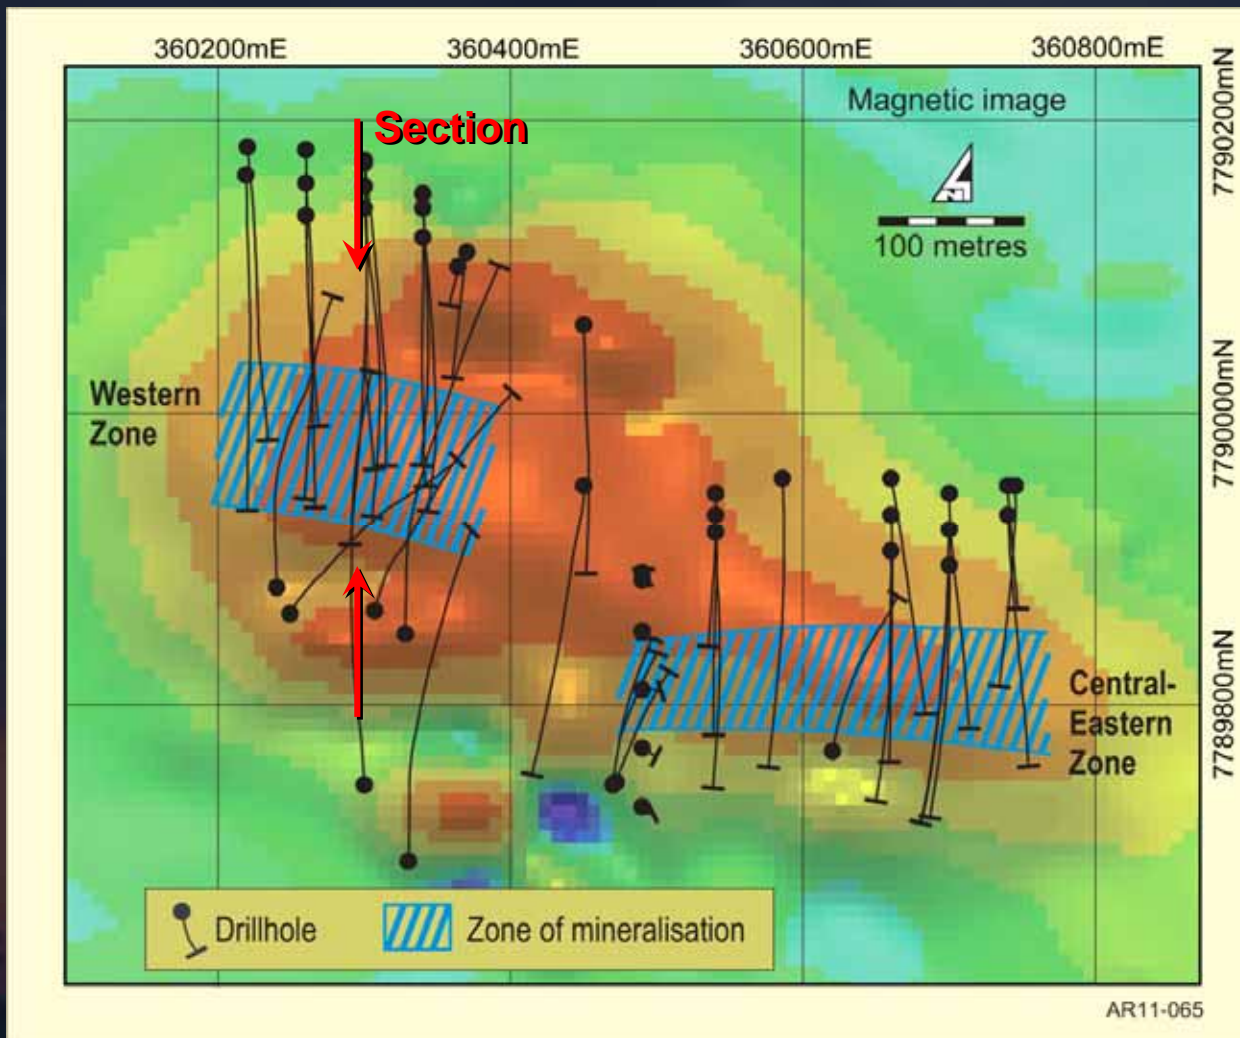 360200mE 360400mE 360600mE 360800mE
7790200mN
Magnetic image
Section
N
100 metres
7790000mN
Western
Zone
7789800mN
Central-
Eastern
Zone
Drillhole
Zone of mineralisation
AR11-065